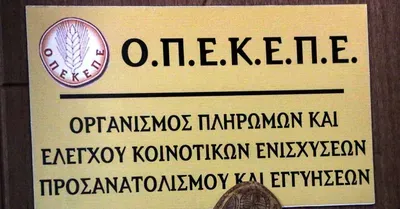 ΟΠΕΚΕΠΕ
Ο.Π.Ε.Κ.Ε.Π.Ε.
ΟΡΓΑΝΙΣΜΟΣ ΠΛΗΡΩΜΩΝ ΚΑΙ
ΕΛΕΓΧΟΥ ΚΟΙΝΟΤΙΚΩΝ ΕΝΙΣΧΥΣΕΩΝ
ΠΡΟΣΑΝΑΤΟΛΙΣΜΟΥ ΚΑΙ ΕΓΓΥΗΣΕΩΝ